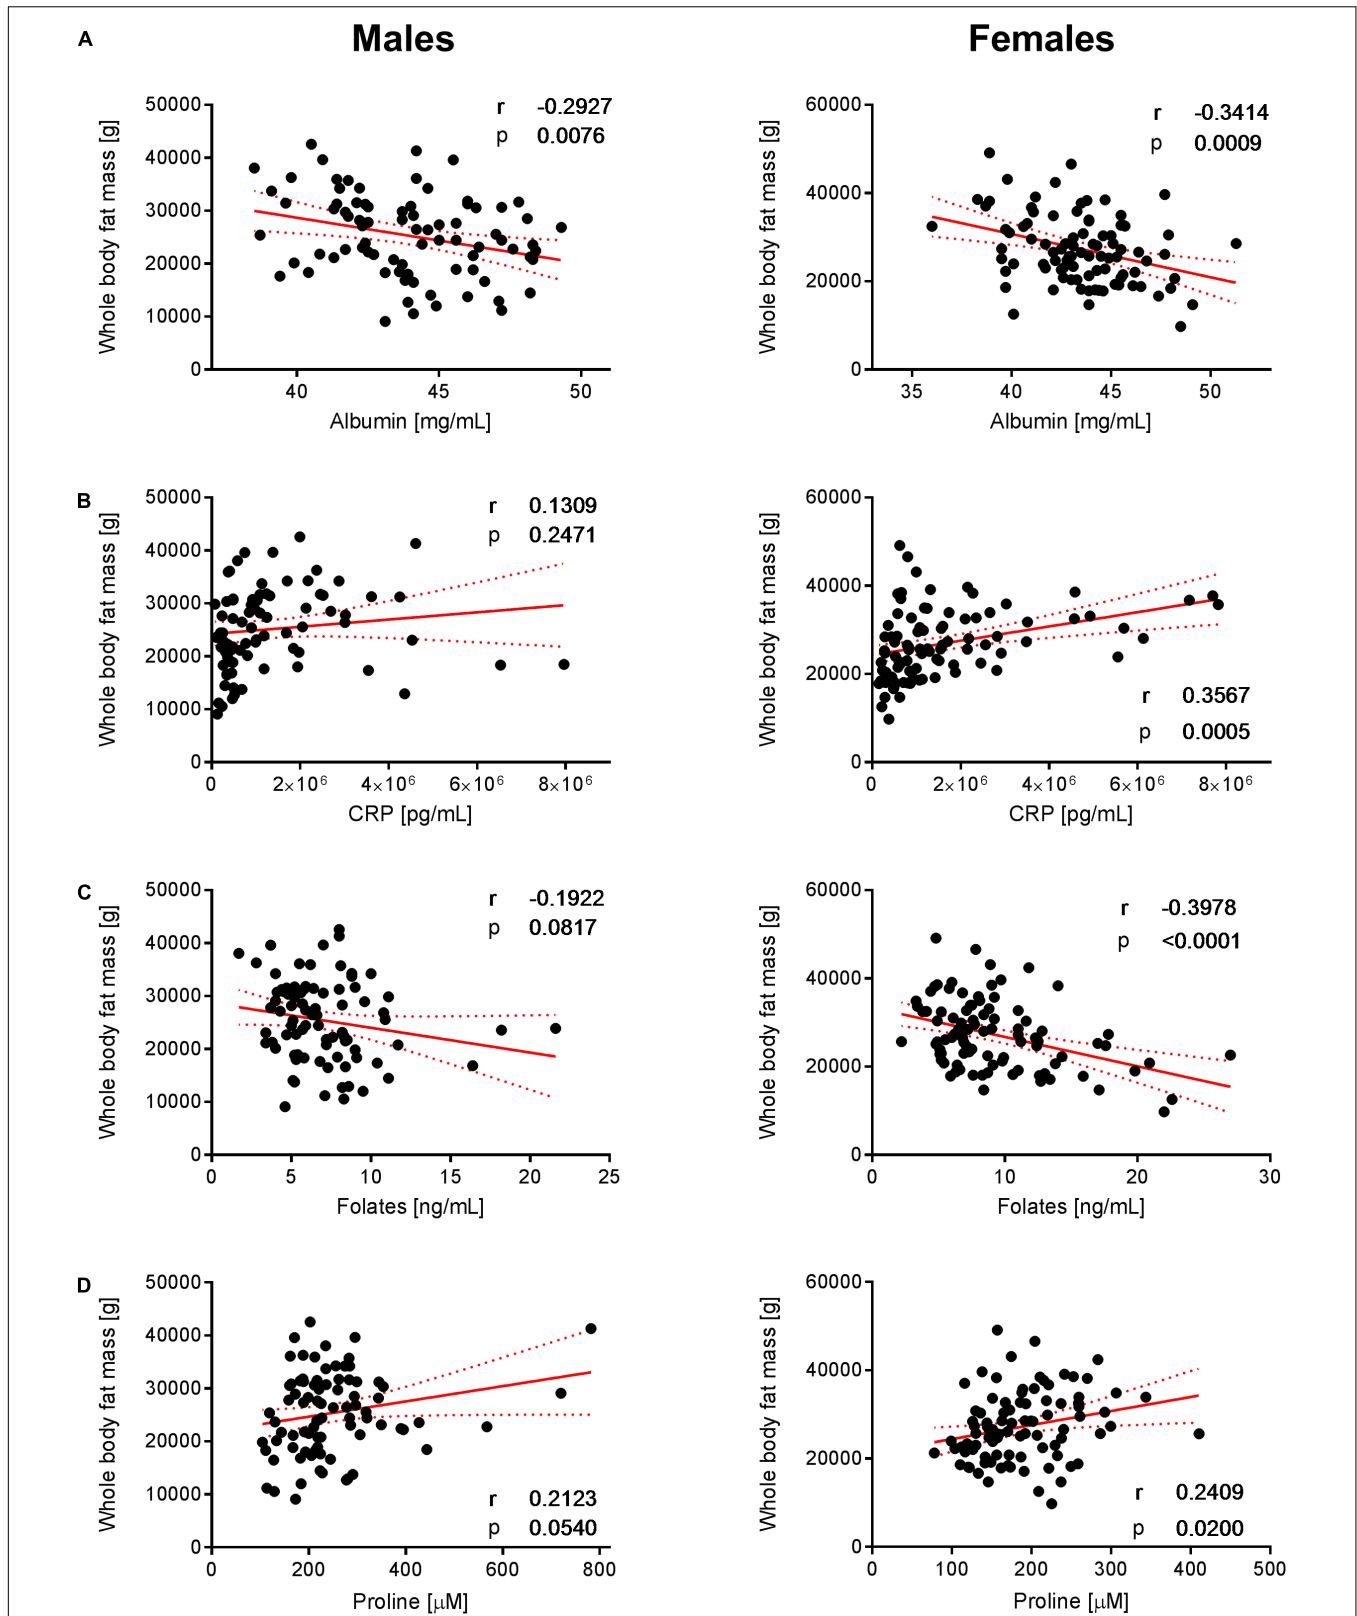 A Males Females
50000
40000
30000
20000
10000
0
Whole body fat mass [g]
r -0.2927
p 0.0076
40 45 50
Albumin [mg/mL]
60000
40000
20000
0
Whole body fat mass [g]
r -0.3414
p 0.0009
35 40 45 50
Albumin [mg/mL]
B
50000
40000
30000
20000
10000
0
Whole body fat mass [g]
r 0.1309
p 0.2471
0 2×10⁶ 4×10⁶ 6×10⁶ 8×10⁶
CRP [pg/mL]
60000
40000
20000
0
Whole body fat mass [g]
r 0.3567
p 0.0005
0 2×10⁶ 4×10⁶ 6×10⁶ 8×10⁶
CRP [pg/mL]
C
50000
40000
30000
20000
10000
0
Whole body fat mass [g]
r -0.1922
p 0.0817
0 5 10 15 20 25
Folates [ng/mL]
60000
40000
20000
0
Whole body fat mass [g]
r -0.3978
p <0.0001
0 10 20 30
Folates [ng/mL]
D
50000
40000
30000
20000
10000
0
Whole body fat mass [g]
r 0.2123
p 0.0540
0 200 400 600 800
Proline [μM]
60000
40000
20000
0
Whole body fat mass [g]
r 0.2409
p 0.0200
0 100 200 300 400 500
Proline [μM]